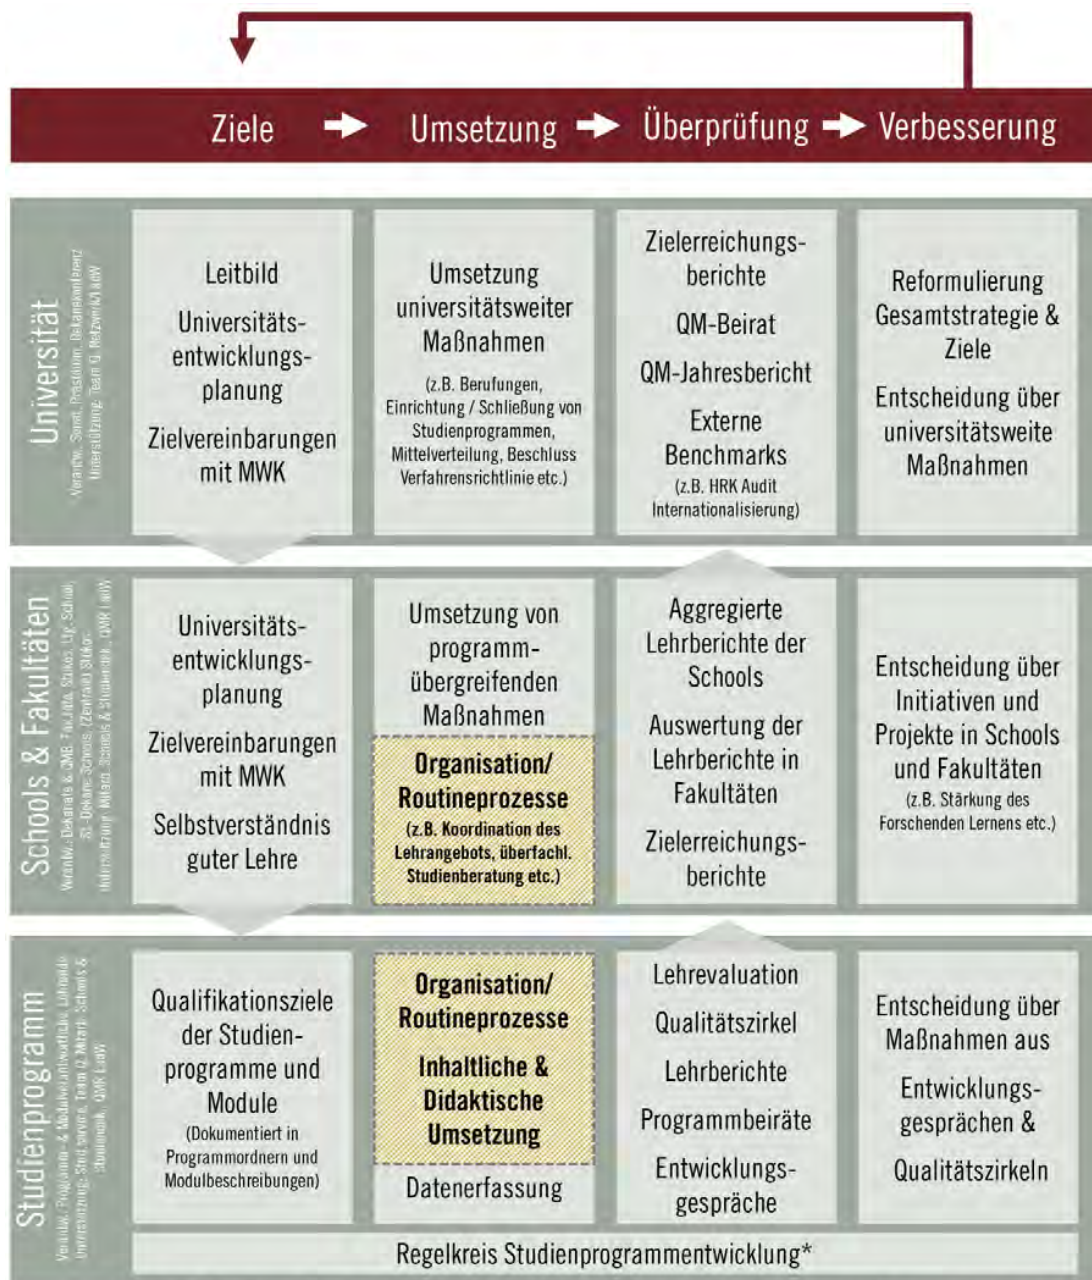 Ziele
Umsetzung
Überprüfung
Verbesserung
Universität
Leitbild
Universitäts-
entwicklungs-
planung
Zielvereinbarungen
mit MWK
Umsetzung
universitätsweiter
Maßnahmen
(z.B. Berufungen,
Einrichtung / Schließung von
Studienprogrammen,
Mittelverteilung, Beschluss
Verfahrensrichtlinie etc.)
Zielerreichungs-
berichte
QM-Beirat
QM-Jahresbericht
Externe
Benchmarks
(z.B. HRK Audit
Internationalisierung)
Reformulierung
Gesamtstrategie &
Ziele
Entscheidung über
universitätsweite
Maßnahmen
Schools & Fakultäten
Universitäts-
entwicklungs-
planung
Zielvereinbarungen
mit MWK
Selbstverständnis
guter Lehre
Umsetzung von
programm-
übergreifenden
Maßnahmen
Organisation/
Routineprozesse
(z.B. Koordination des
Lehrangebots, überfachl.
Studienberatung etc.)
Aggregierte
Lehrberichte der
Schools
Auswertung der
Lehrberichte in
Fakultäten
Zielerreichungs-
berichte
Entscheidung über
Initiativen und
Projekte in Schools
und Fakultäten
(z.B. Stärkung des
Forschenden Lernens etc.)
Studienprogramm
Qualifikationsziele
der Studien-
programme und
Module
(Dokumentiert in
Programmordnern und
Modulbeschreibungen)
Organisation/
Routineprozesse
Inhaltliche &
Didaktische
Umsetzung
Datenerfassung
Lehrevaluation
Qualitätszirkel
Lehrberichte
Programmbeiräte
Entwicklungs-
gespräche
Entscheidung über
Maßnahmen aus
Entwicklungs-
gesprächen &
Qualitätszirkeln
Regelkreis Studienprogrammentwicklung*